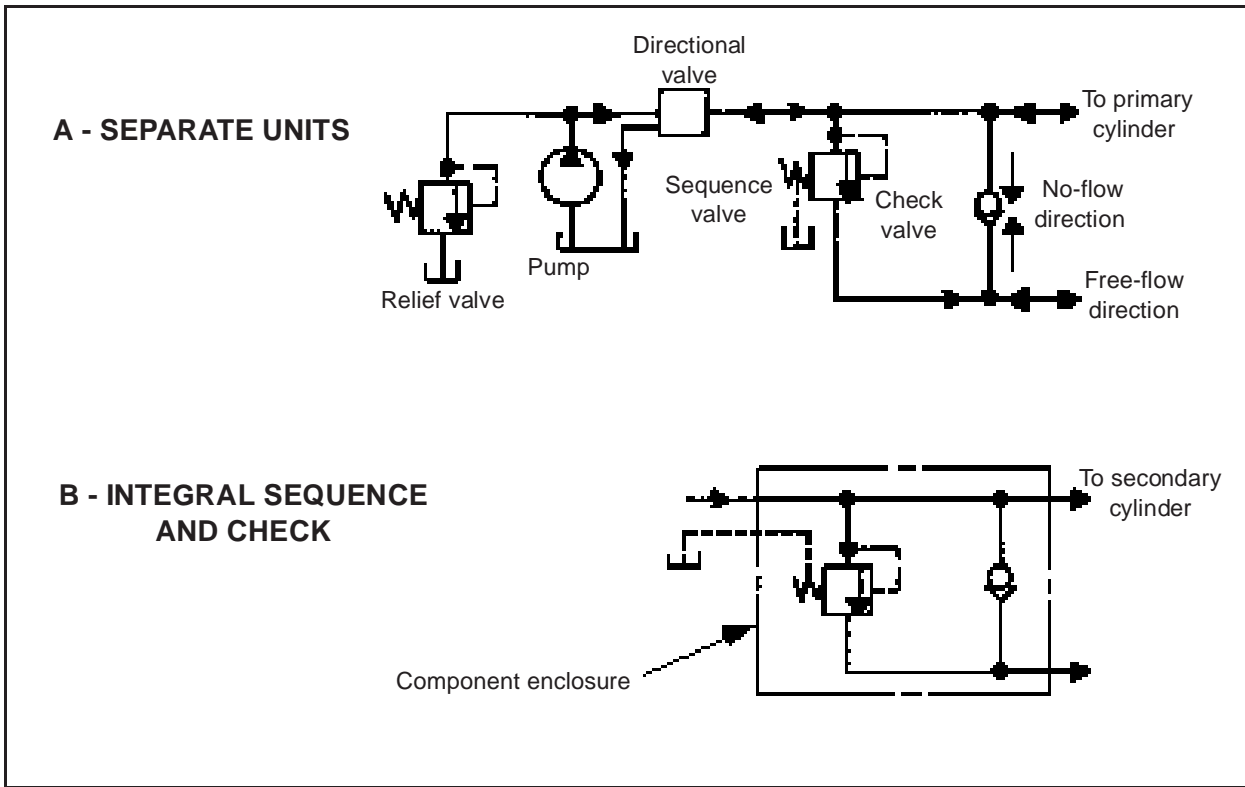 Directional
valve
A - SEPARATE UNITS
To primary
cylinder
Sequence
valve
Check
valve
No-flow
direction
Pump
Relief valve
Free-flow
direction
B - INTEGRAL SEQUENCE
AND CHECK
To secondary
cylinder
Component enclosure